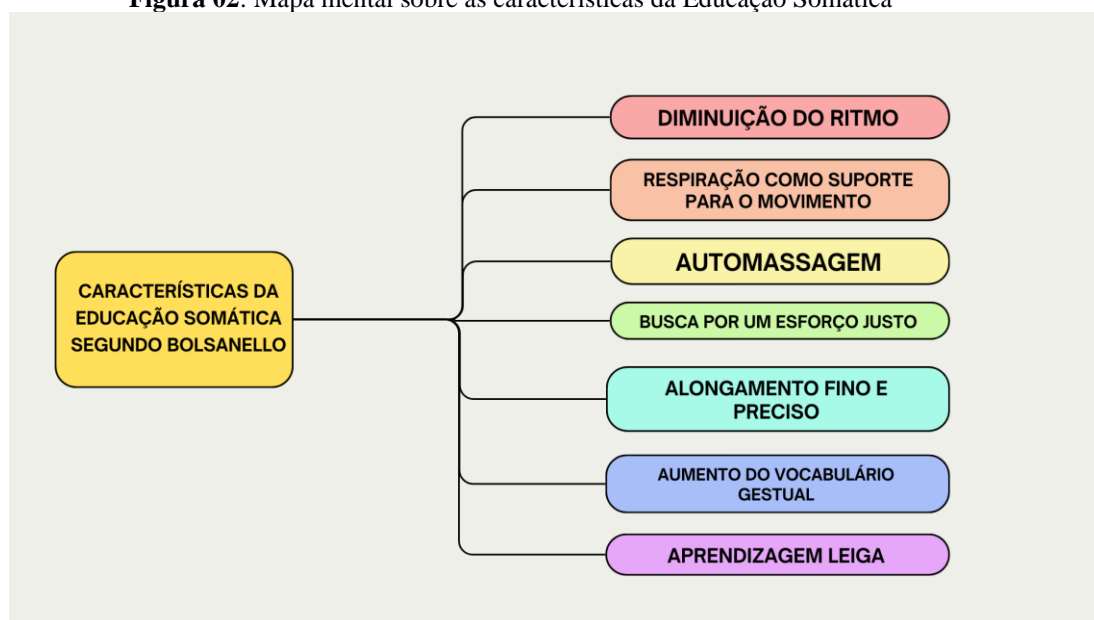 Figura 02: Mapa mental sobre as características da Educação Somática
DIMINUIÇÃO DO RITMO
RESPIRAÇÃO COMO SUPORTE
PARA O MOVIMENTO
AUTOMASSAGEM
CARACTERÍSTICAS DA
EDUCAÇÃO SOMÁTICA
SEGUNDO BOLSANELLO
BUSCA POR UM ESFORÇO JUSTO
ALONGAMENTO FINO E
PRECISO
AUMENTO DO VOCABULÁRIO
GESTUAL
APRENDIZAGEM LEIGA